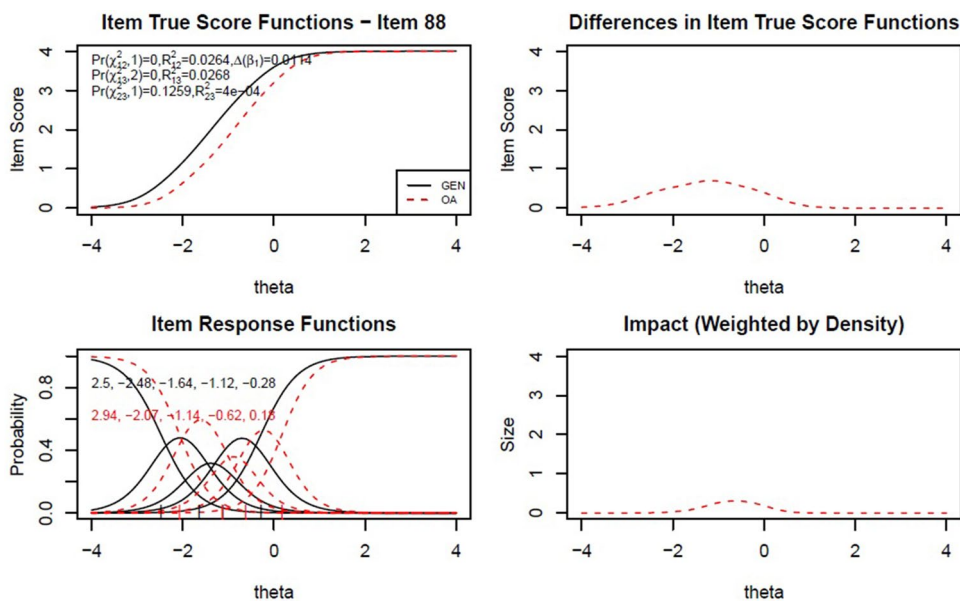 Item True Score Functions − Item 88
Pr(χ²₁₂,1)=0,R²₁₂=0.0264,Δ(β₁)=0.0114
Pr(χ²₁₃,2)=0,R²₁₃=0.0268
Pr(χ²₂₃,1)=0.1259,R²₂₃=4e−04
Item Score
4
3
2
1
0
GEN
OA
−4 −2 0 2 4
theta
Differences in Item True Score Functions
Item Score
4
3
2
1
0
−4 −2 0 2 4
theta
Item Response Functions
2.5, −2.48, −1.64, −1.12, −0.28
2.94, −2.07, −1.14, −0.62, 0.18
Probability
0.8
0.4
0.0
−4 −2 0 2 4
theta
Impact (Weighted by Density)
Size
4
3
2
1
0
−4 −2 0 2 4
theta